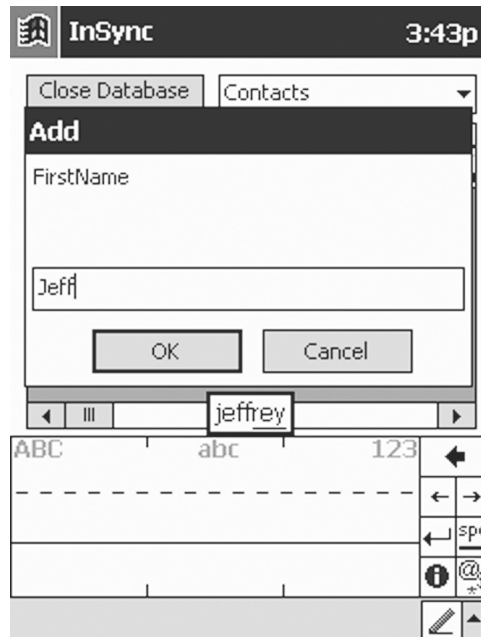 InSync 3:43p
Close Database Contacts
Add
FirstName
Jeff
OK Cancel
jeffrey
ABC abc 123